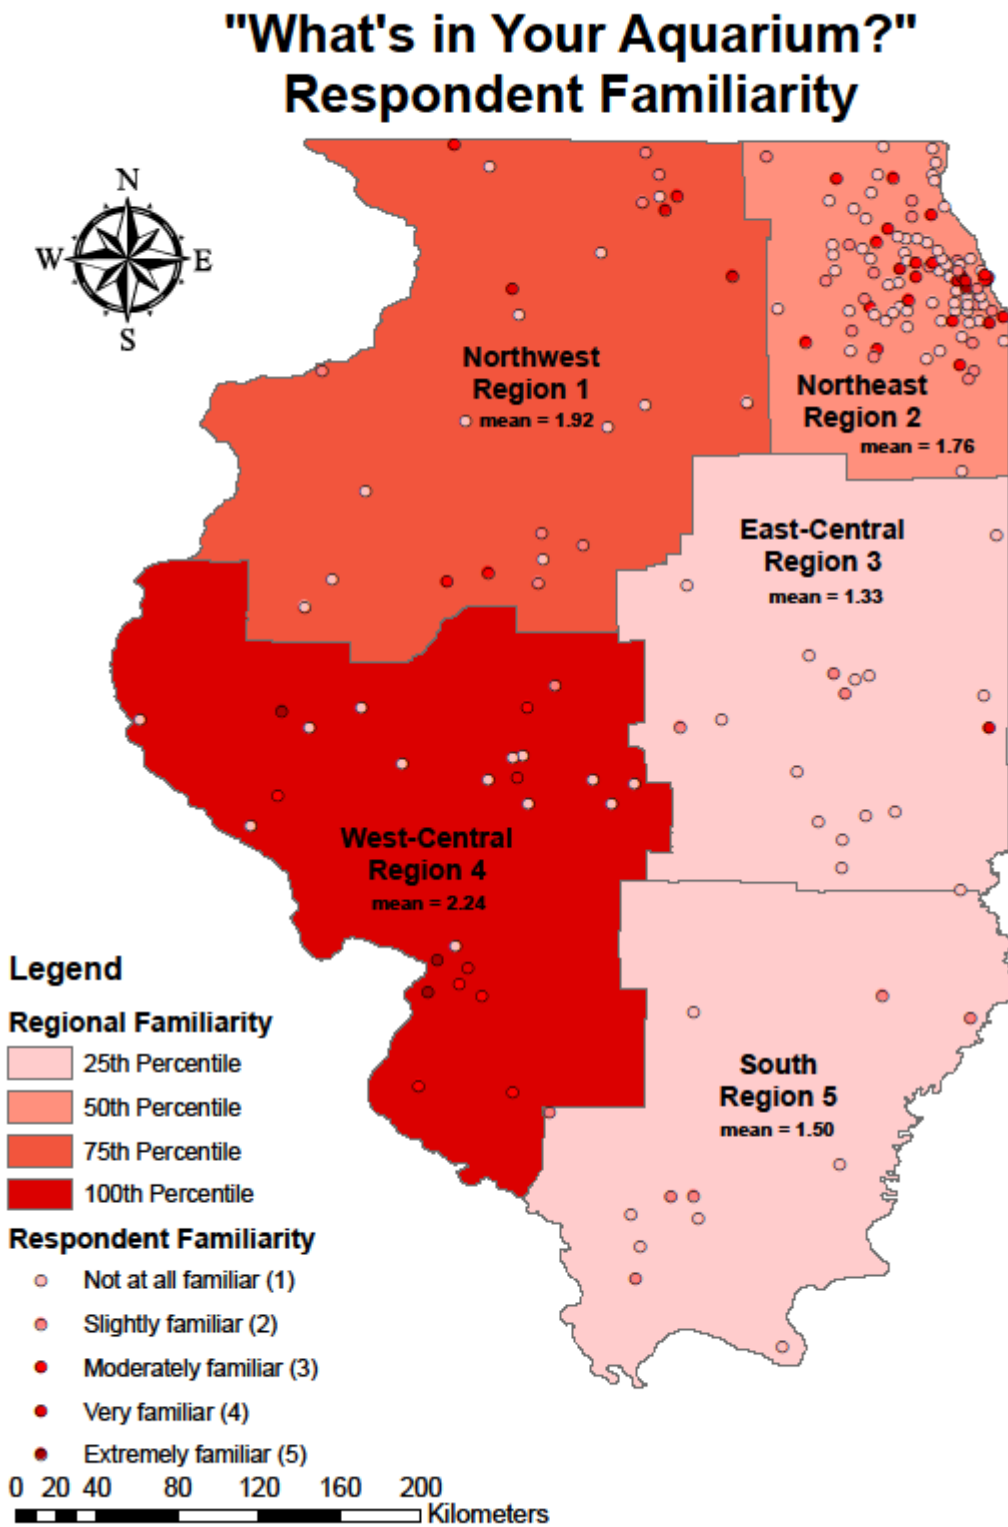 "What's in Your Aquarium?"
Respondent Familiarity
N
W
E
S
Northwest
Region 1
mean = 1.92
Northeast
Region 2
mean = 1.76
East-Central
Region 3
mean = 1.33
West-Central
Region 4
mean = 2.24
South
Region 5
mean = 1.50
Legend
Regional Familiarity
25th Percentile
50th Percentile
75th Percentile
100th Percentile
Respondent Familiarity
Not at all familiar (1)
Slightly familiar (2)
Moderately familiar (3)
Very familiar (4)
Extremely familiar (5)
0 20 40 80 120 160 200
Kilometers